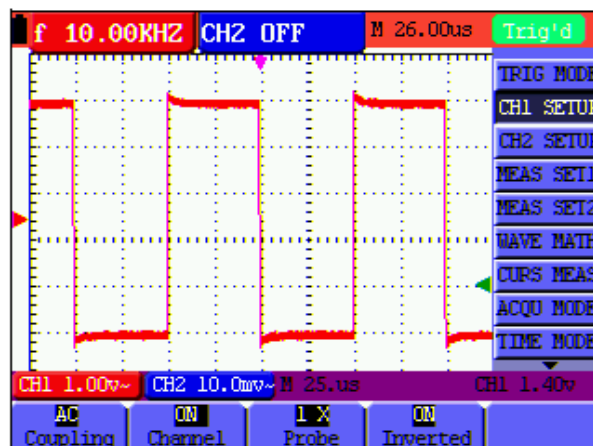 f 10.00KHZ CH2 OFF M 26.00us Trig'd
TRIG MODE
CH1 SETUP
CH2 SETUP
MEAS SET1
MEAS SET2
WAVE MATH
CURS MEAS
ACQU MODE
TIME MODE
CH1 1.00v~ CH2 10.0mv~ M 25.us CH1 1.40v
AC ON 1 X ON
Coupling Channel Probe Inverted